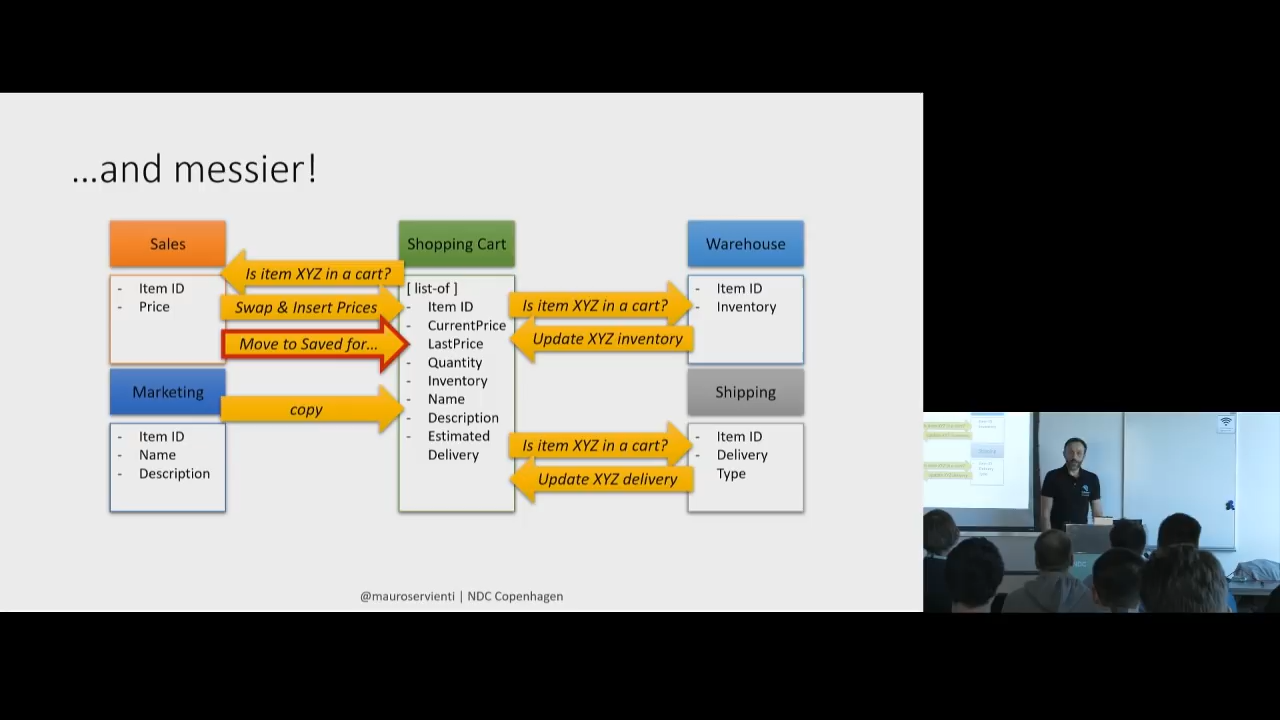 ...and messier!
Sales
- Item ID
- Price
Marketing
- Item ID
- Name
- Description
Is item XYZ in a cart?
Swap & Insert Prices
Move to Saved for...
copy
Shopping Cart
[ list-of ]
- Item ID
- CurrentPrice
- LastPrice
- Quantity
- Inventory
- Name
- Description
- Estimated
Delivery
Is item XYZ in a cart?
Update XYZ inventory
Is item XYZ in a cart?
Update XYZ delivery
Warehouse
- Item ID
- Inventory
Shipping
- Item ID
- Delivery
Type
@mauroservienti | NDC Copenhagen
NDC